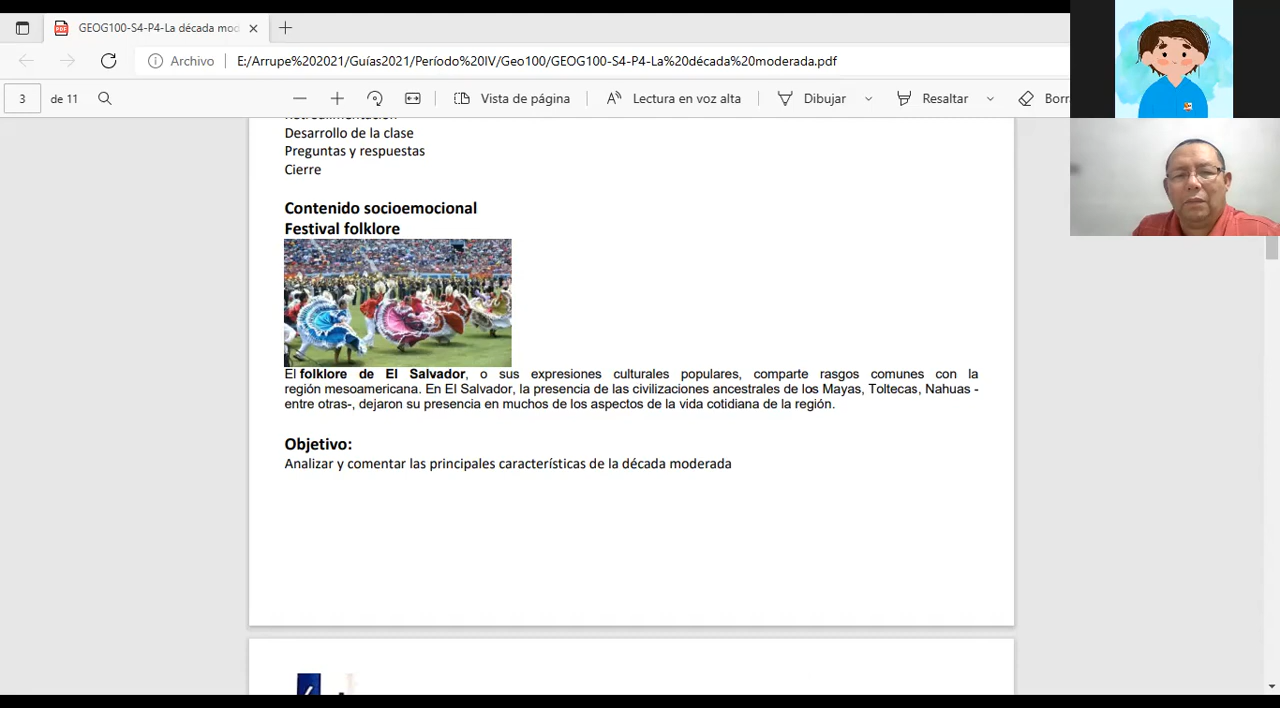 GEOG100-S4-P4-La década mod
3
de 11
Archivo
E:/Arrupe%202021/Guías2021/Periodo%20IV/Geo100/GEOG100-S4-P4-La%20década%20moderada.pdf
Vista de página
Lectura en voz alta
Dibujar
Resaltar
Borr
Retroalimentación
Desarrollo de la clase
Preguntas y respuestas
Cierre
Contenido socioemocional
Festival folklore
El folklore de El Salvador, o sus expresiones culturales populares, comparte rasgos comunes con la
región mesoamericana. En El Salvador, la presencia de las civilizaciones ancestrales de los Mayas, Toltecas, Nahuas -
entre otras-, dejaron su presencia en muchos de los aspectos de la vida cotidiana de la región.
Objetivo:
Analizar y comentar las principales características de la década moderada